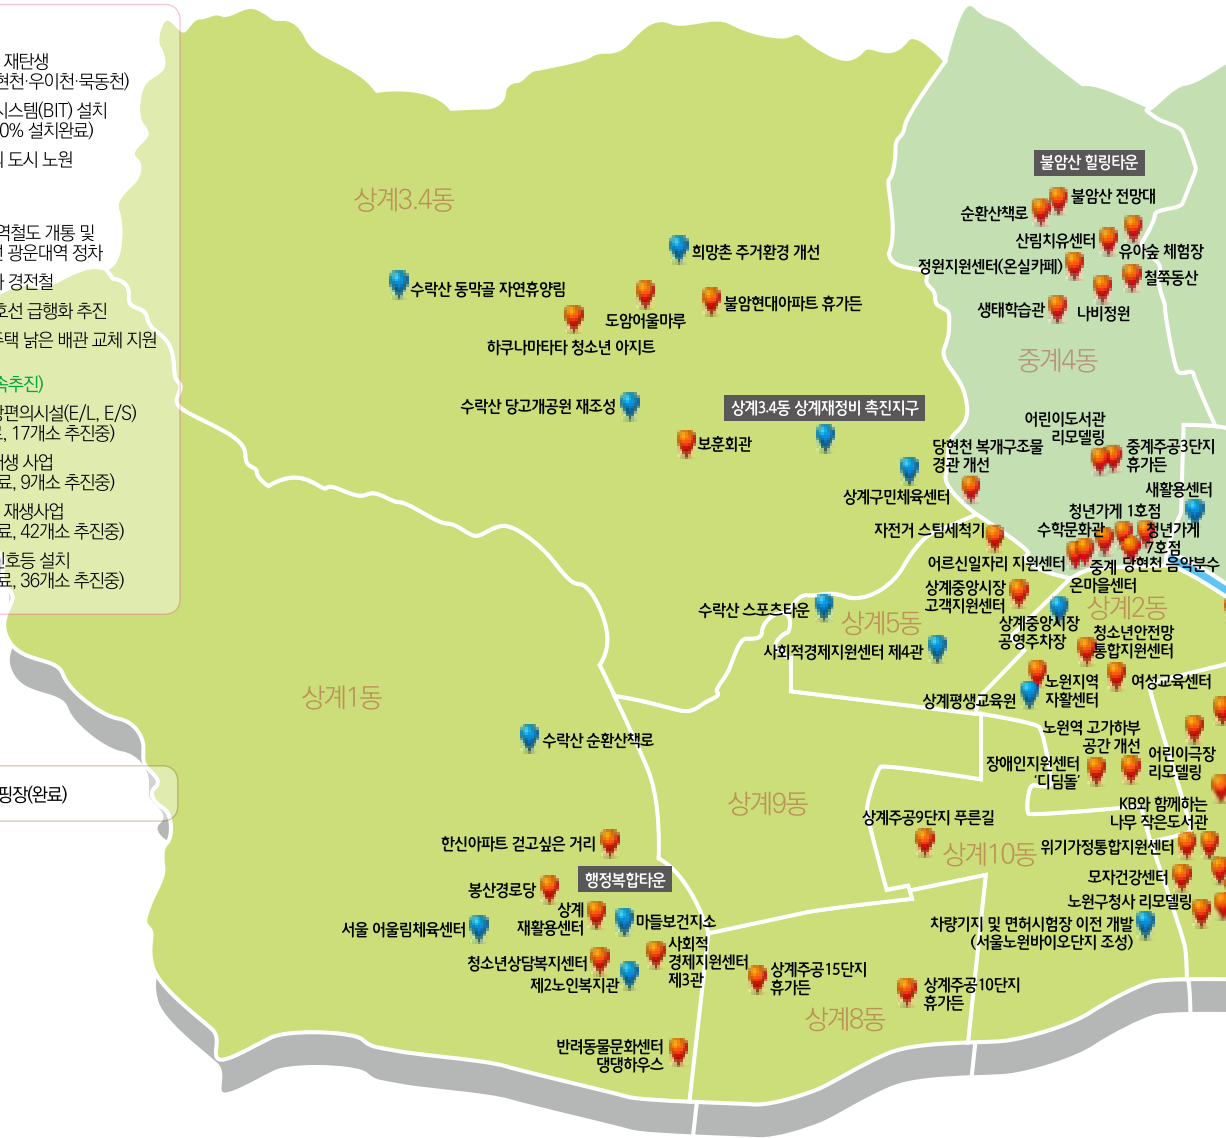 재탄생
현천·우이천·묵동천)
시스템(BIT) 설치
0% 설치완료)
도시 노원
역철도 개통 및
광운대역 정차
경전철
호선 급행화 추진
주택 낡은 배관 교체 지원
속추진)
편의시설(E/L, E/S)
17개소 추진중)
사업
9개소 추진중)
재생사업
42개소 추진중)
설치
36개소 추진중)
핑장(완료)
상계3.4동
희망촌 주거환경 개선
수락산 동막골 자연휴양림
도암어울마루
불암현대아파트 휴가든
하쿠나마타타 청소년 아지트
수락산 당고개공원 재조성
상계3.4동 상계재정비 촉진지구
보훈회관
상계구민체육센터
불암산 힐링타운
불암산 전망대
순환산책로
산림치유센터
유아숲 체험장
정원지원센터(온실카페)
철쭉동산
생태학습관
나비정원
중계4동
어린이도서관
리모델링
당현천 복개구조물
경관 개선
중계주공3단지
휴가든
새활용센터
청년가게 1호점
자전거 스팀세척기
수학문화관
청년가게
7호점
어르신일자리 지원센터
중계
온마을센터
당현천 음악분수
상계중앙시장
고객지원센터
상계2동
수락산 스포츠타운
상계5동
상계중앙시장
공영주차장
청소년안전망
통합지원센터
사회적경제지원센터 제4관
노원지역
자활센터
여성교육센터
상계평생교육원
상계1동
수락산 순환산책로
노원역 고가하부
공간 개선
장애인지원센터
'디딤돌'
어린이극장
리모델링
상계9동
KB와 함께하는
나무 작은도서관
상계주공9단지 푸른길
한신아파트 걷고싶은 거리
상계10동
위기가정통합지원센터
행정복합타운
봉산경로당
모자건강센터
상계
재활용센터
노원구청사 리모델링
서울 어울림체육센터
마들보건지소
차량기지 및 면허시험장 이전 개발
(서울노원바이오단지 조성)
청소년상담복지센터
사회적
경제지원센터
제3관
제2노인복지관
상계주공15단지
휴가든
상계주공10단지
휴가든
상계8동
반려동물문화센터
댕댕하우스